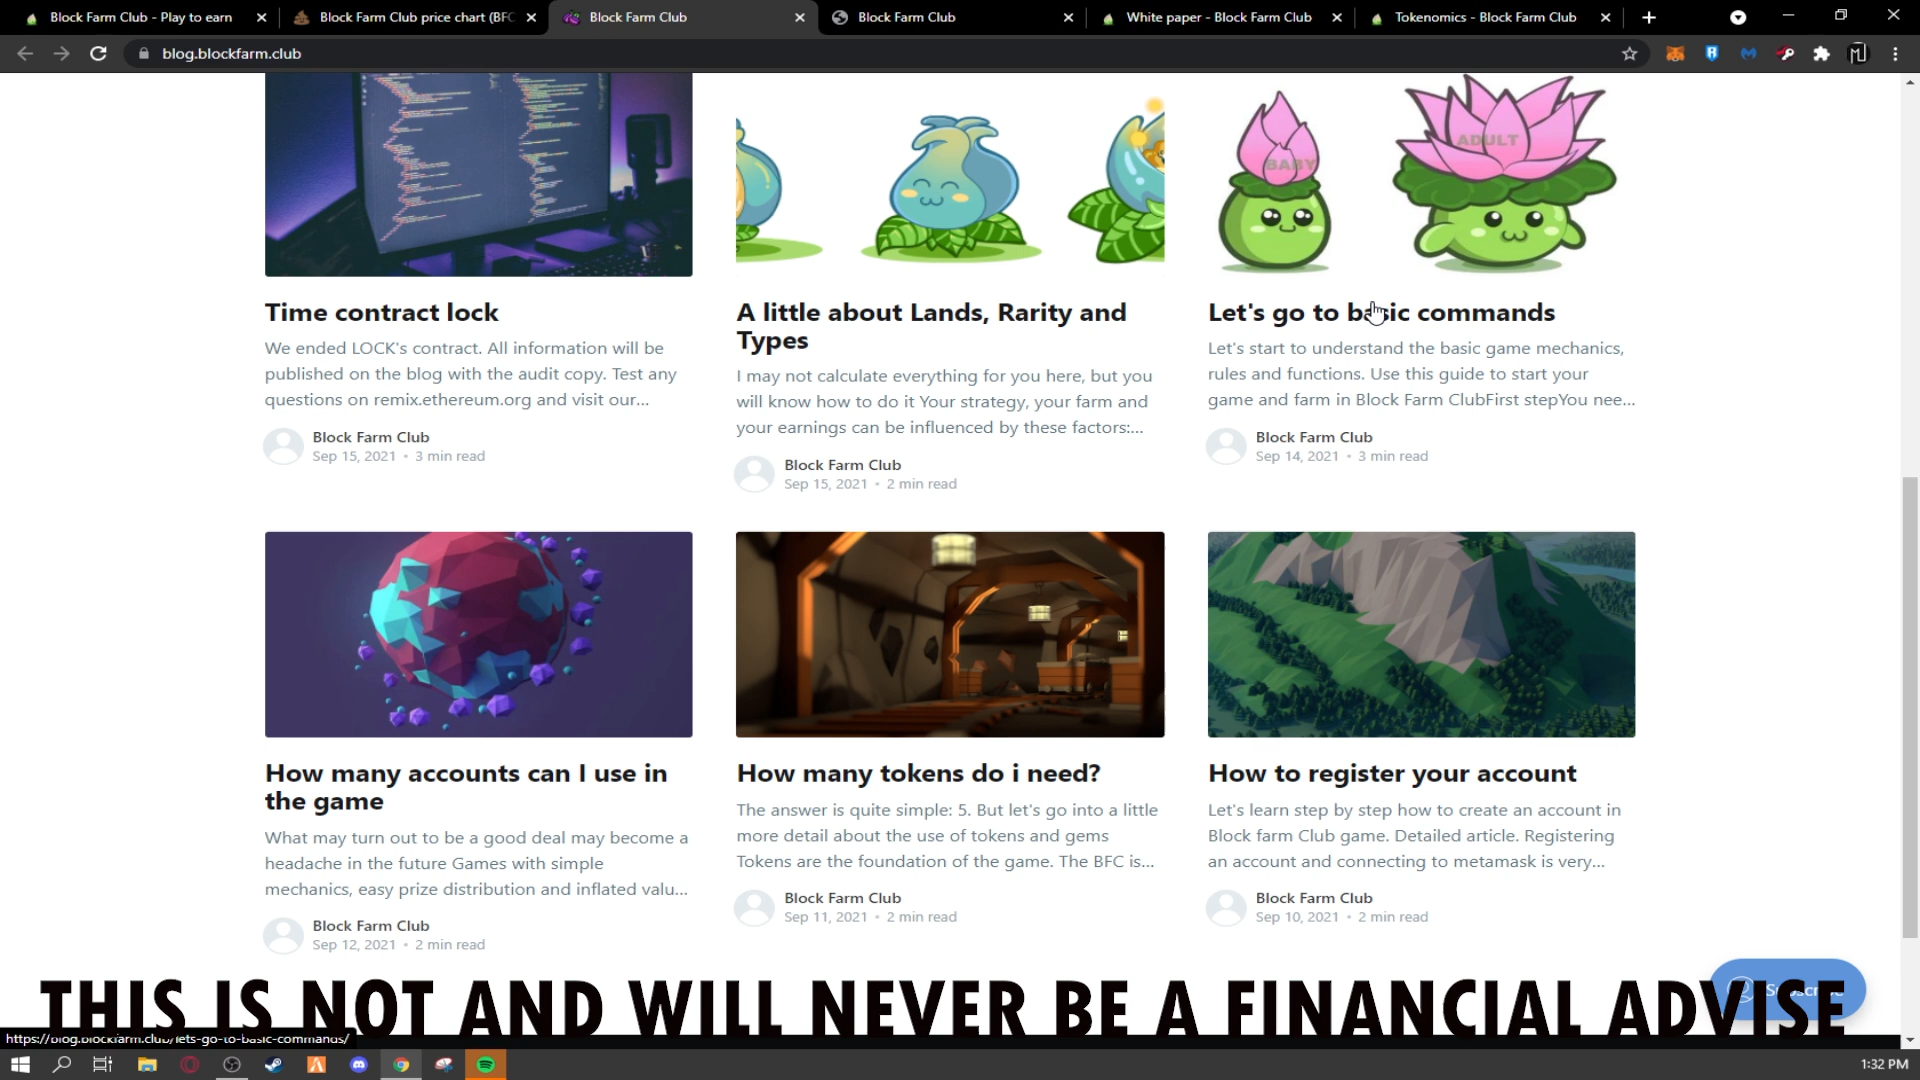 Block Farm Club - Play to earn
Block Farm Club price chart (BFC
Block Farm Club
Block Farm Club
White paper - Block Farm Club
Tokenomics - Block Farm Club
blog.blockfarm.club
BABY
ADULT
Time contract lock
We ended LOCK's contract. All information will be
published on the blog with the audit copy. Test any
questions on remix.ethereum.org and visit our...
Block Farm Club
Sep 15, 2021 • 3 min read
A little about Lands, Rarity and
Types
I may not calculate everything for you here, but you
will know how to do it Your strategy, your farm and
your earnings can be influenced by these factors:...
Block Farm Club
Sep 15, 2021 • 2 min read
Let's go to basic commands
Let's start to understand the basic game mechanics,
rules and functions. Use this guide to start your
game and farm in Block Farm ClubFirst stepYou nee...
Block Farm Club
Sep 14, 2021 • 3 min read
How many accounts can I use in
the game
What may turn out to be a good deal may become a
headache in the future Games with simple
mechanics, easy prize distribution and inflated valu...
Block Farm Club
Sep 12, 2021 • 2 min read
How many tokens do i need?
The answer is quite simple: 5. But let's go into a little
more detail about the use of tokens and gems
Tokens are the foundation of the game. The BFC is...
Block Farm Club
Sep 11, 2021 • 2 min read
How to register your account
Let's learn step by step how to create an account in
Block farm Club game. Detailed article. Registering
an account and connecting to metamask is very...
Block Farm Club
Sep 10, 2021 • 2 min read
Subscribe
THIS IS NOT AND WILL NEVER BE A FINANCIAL ADVISE
https://blog.blockfarm.club/lets-go-to-basic-commands/
1:32 PM